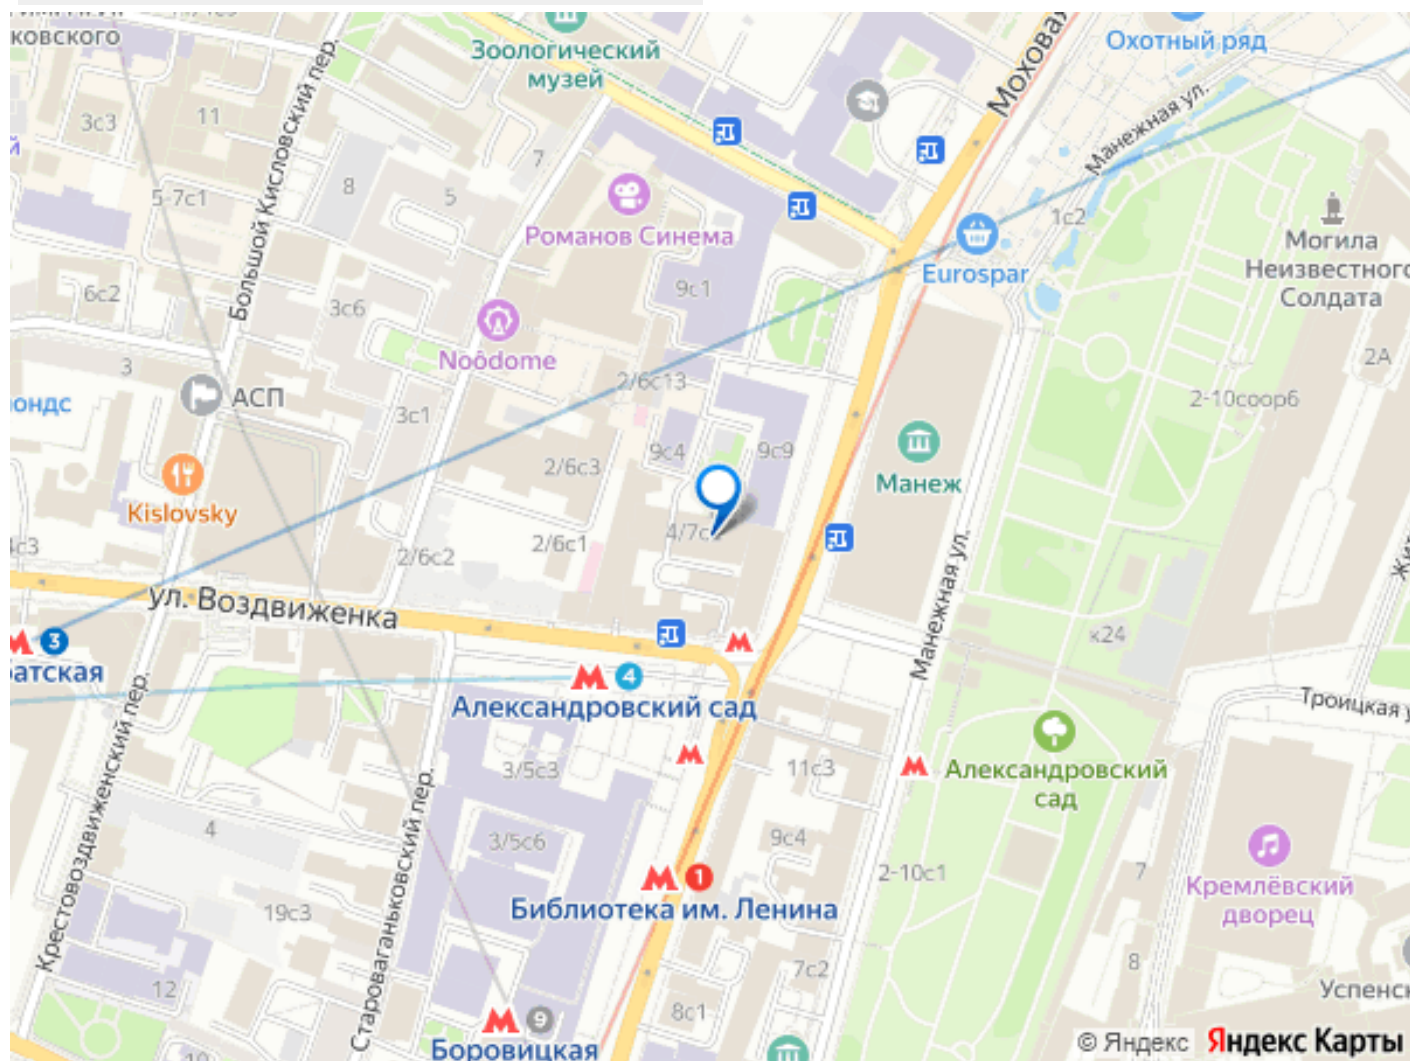 ковского
Зоологический
музей
Моховая
Охотный ряд
Манежная ул.
3с3
11
Большой Кисловский пер.
7
8
5
5-7с1
Романов Синема
Eurospar
1с2
Могила
Неизвестного
Солдата
6с2
3с6
9с1
Noôdome
2А
3
АСП
2/6с13
2-10соор6
3с1
9с4
9с9
Манеж
2/6с3
Kislovsky
4/7с
2/6с1
2/6с2
ул. Воздвиженка
Манежная ул.
к24
3
Александровский сад
4
Троицкая у
Крестовоздвиженский пер.
Староваганьковский пер.
3/5с3
11с3
Александровский
сад
4
3/5с6
9с4
2-10с1
7
1
Библиотека им. Ленина
Кремлёвский
дворец
19с3
7с2
8
12
8с1
9
Боровицкая
Успенс
© Яндекс Яндекс Карты